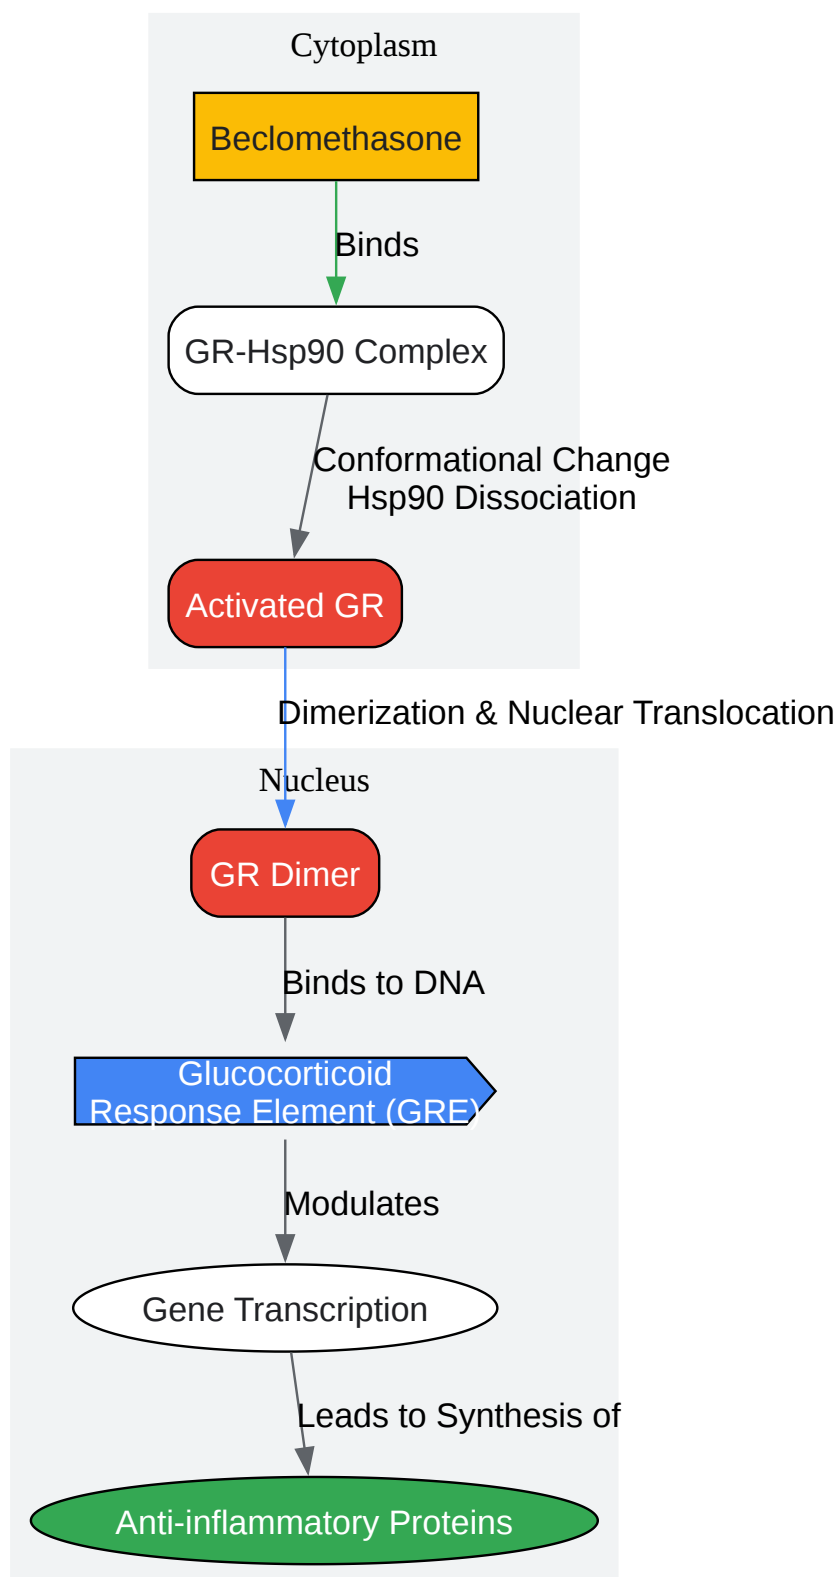 Cytoplasm
Beclomethasone
Binds
GR-Hsp90 Complex
Conformational Change
Hsp90 Dissociation
Activated GR
Dimerization & Nuclear Translocation
Nucleus
GR Dimer
Binds to DNA
Glucocorticoid
Response Element (GRE)
Modulates
Gene Transcription
Leads to Synthesis of
Anti-inflammatory Proteins